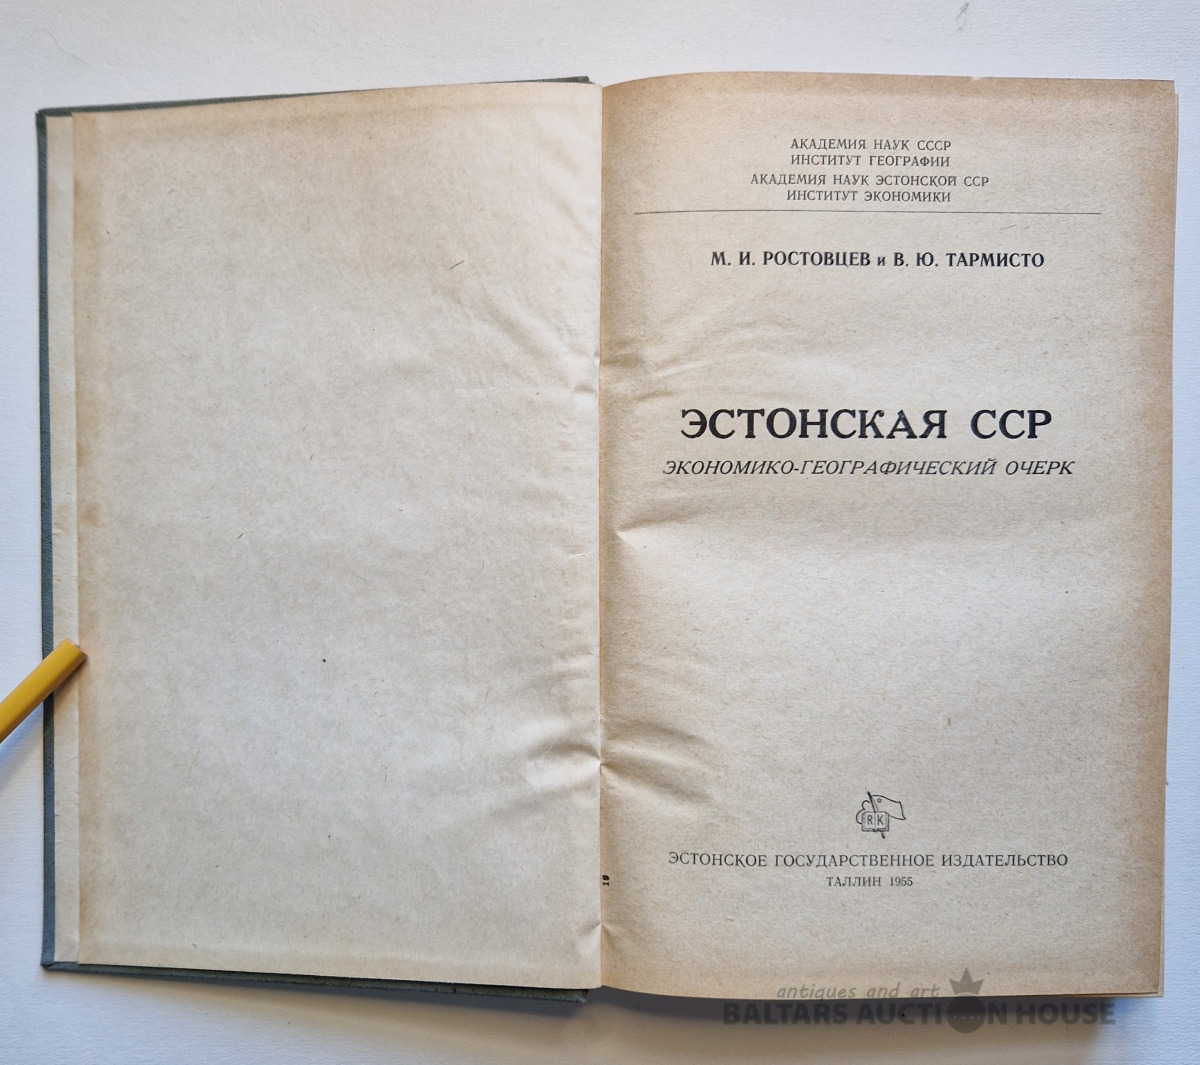 АКАДЕМИЯ НАУК СССР
ИНСТИТУТ ГЕОГРАФИИ
АКАДЕМИЯ НАУК ЭСТОНСКОЙ ССР
ИНСТИТУТ ЭКОНОМИКИ
М. И. РОСТОВЦЕВ и В. Ю. ТАРМИСТО
ЭСТОНСКАЯ ССР
ЭКОНОМИКО-ГЕОГРАФИЧЕСКИЙ ОЧЕРК
RK
ЭСТОНСКОЕ ГОСУДАРСТВЕННОЕ ИЗДАТЕЛЬСТВО
ТАЛЛИН 1955
19
antiques and art
BALTARS AUCTION HOUSE